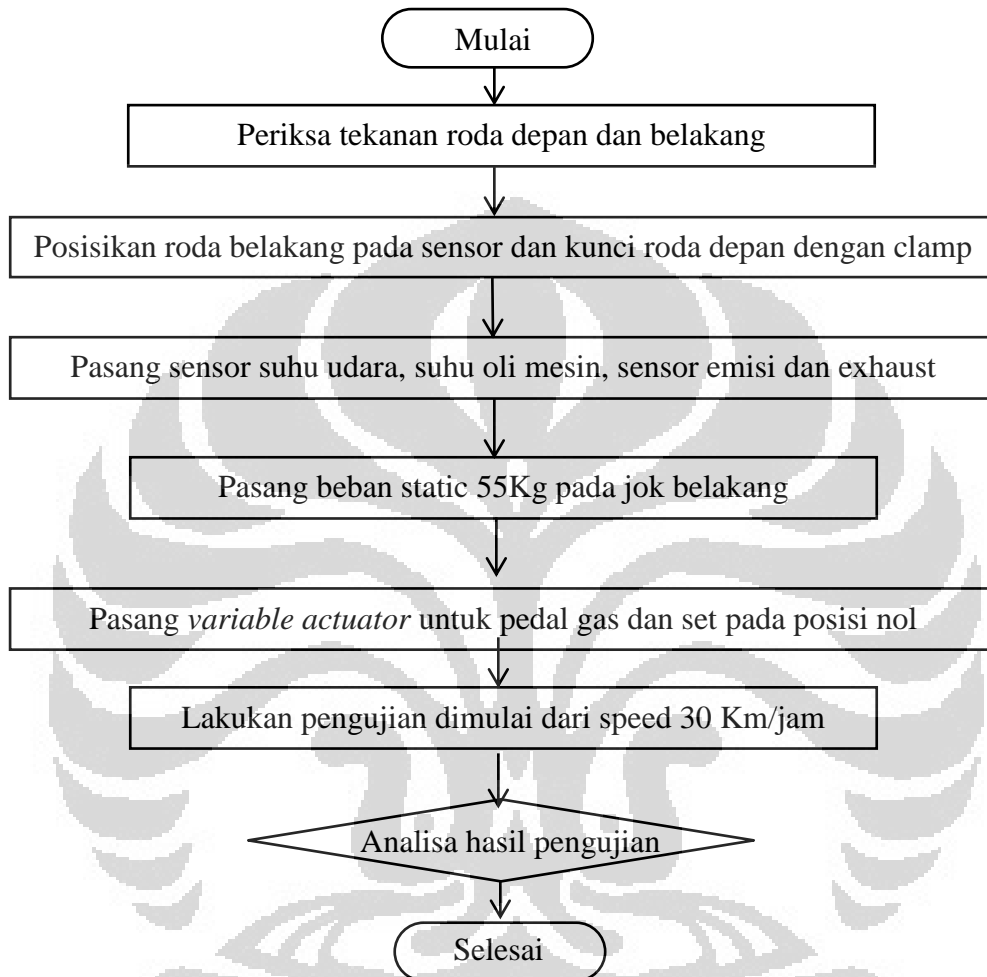 Mulai
Periksa tekanan roda depan dan belakang
Posisikan roda belakang pada sensor dan kunci roda depan dengan clamp
Pasang sensor suhu udara, suhu oli mesin, sensor emisi dan exhaust
Pasang beban static 55Kg pada jok belakang
Pasang variable actuator untuk pedal gas dan set pada posisi nol
Lakukan pengujian dimulai dari speed 30 Km/jam
Analisa hasil pengujian
Selesai